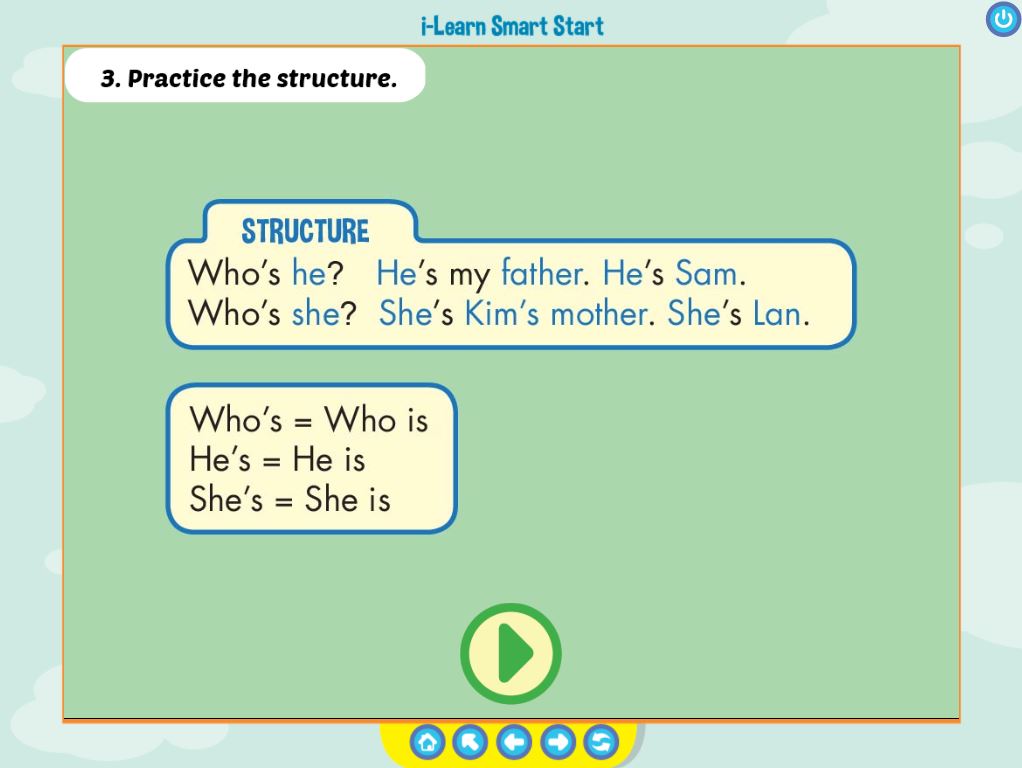 i-Learn Smart Start
3. Practice the structure.
STRUCTURE
Who's he? He's my father. He's Sam.
Who's she? She's Kim's mother. She's Lan.
Who's = Who is
He's = He is
She's = She is